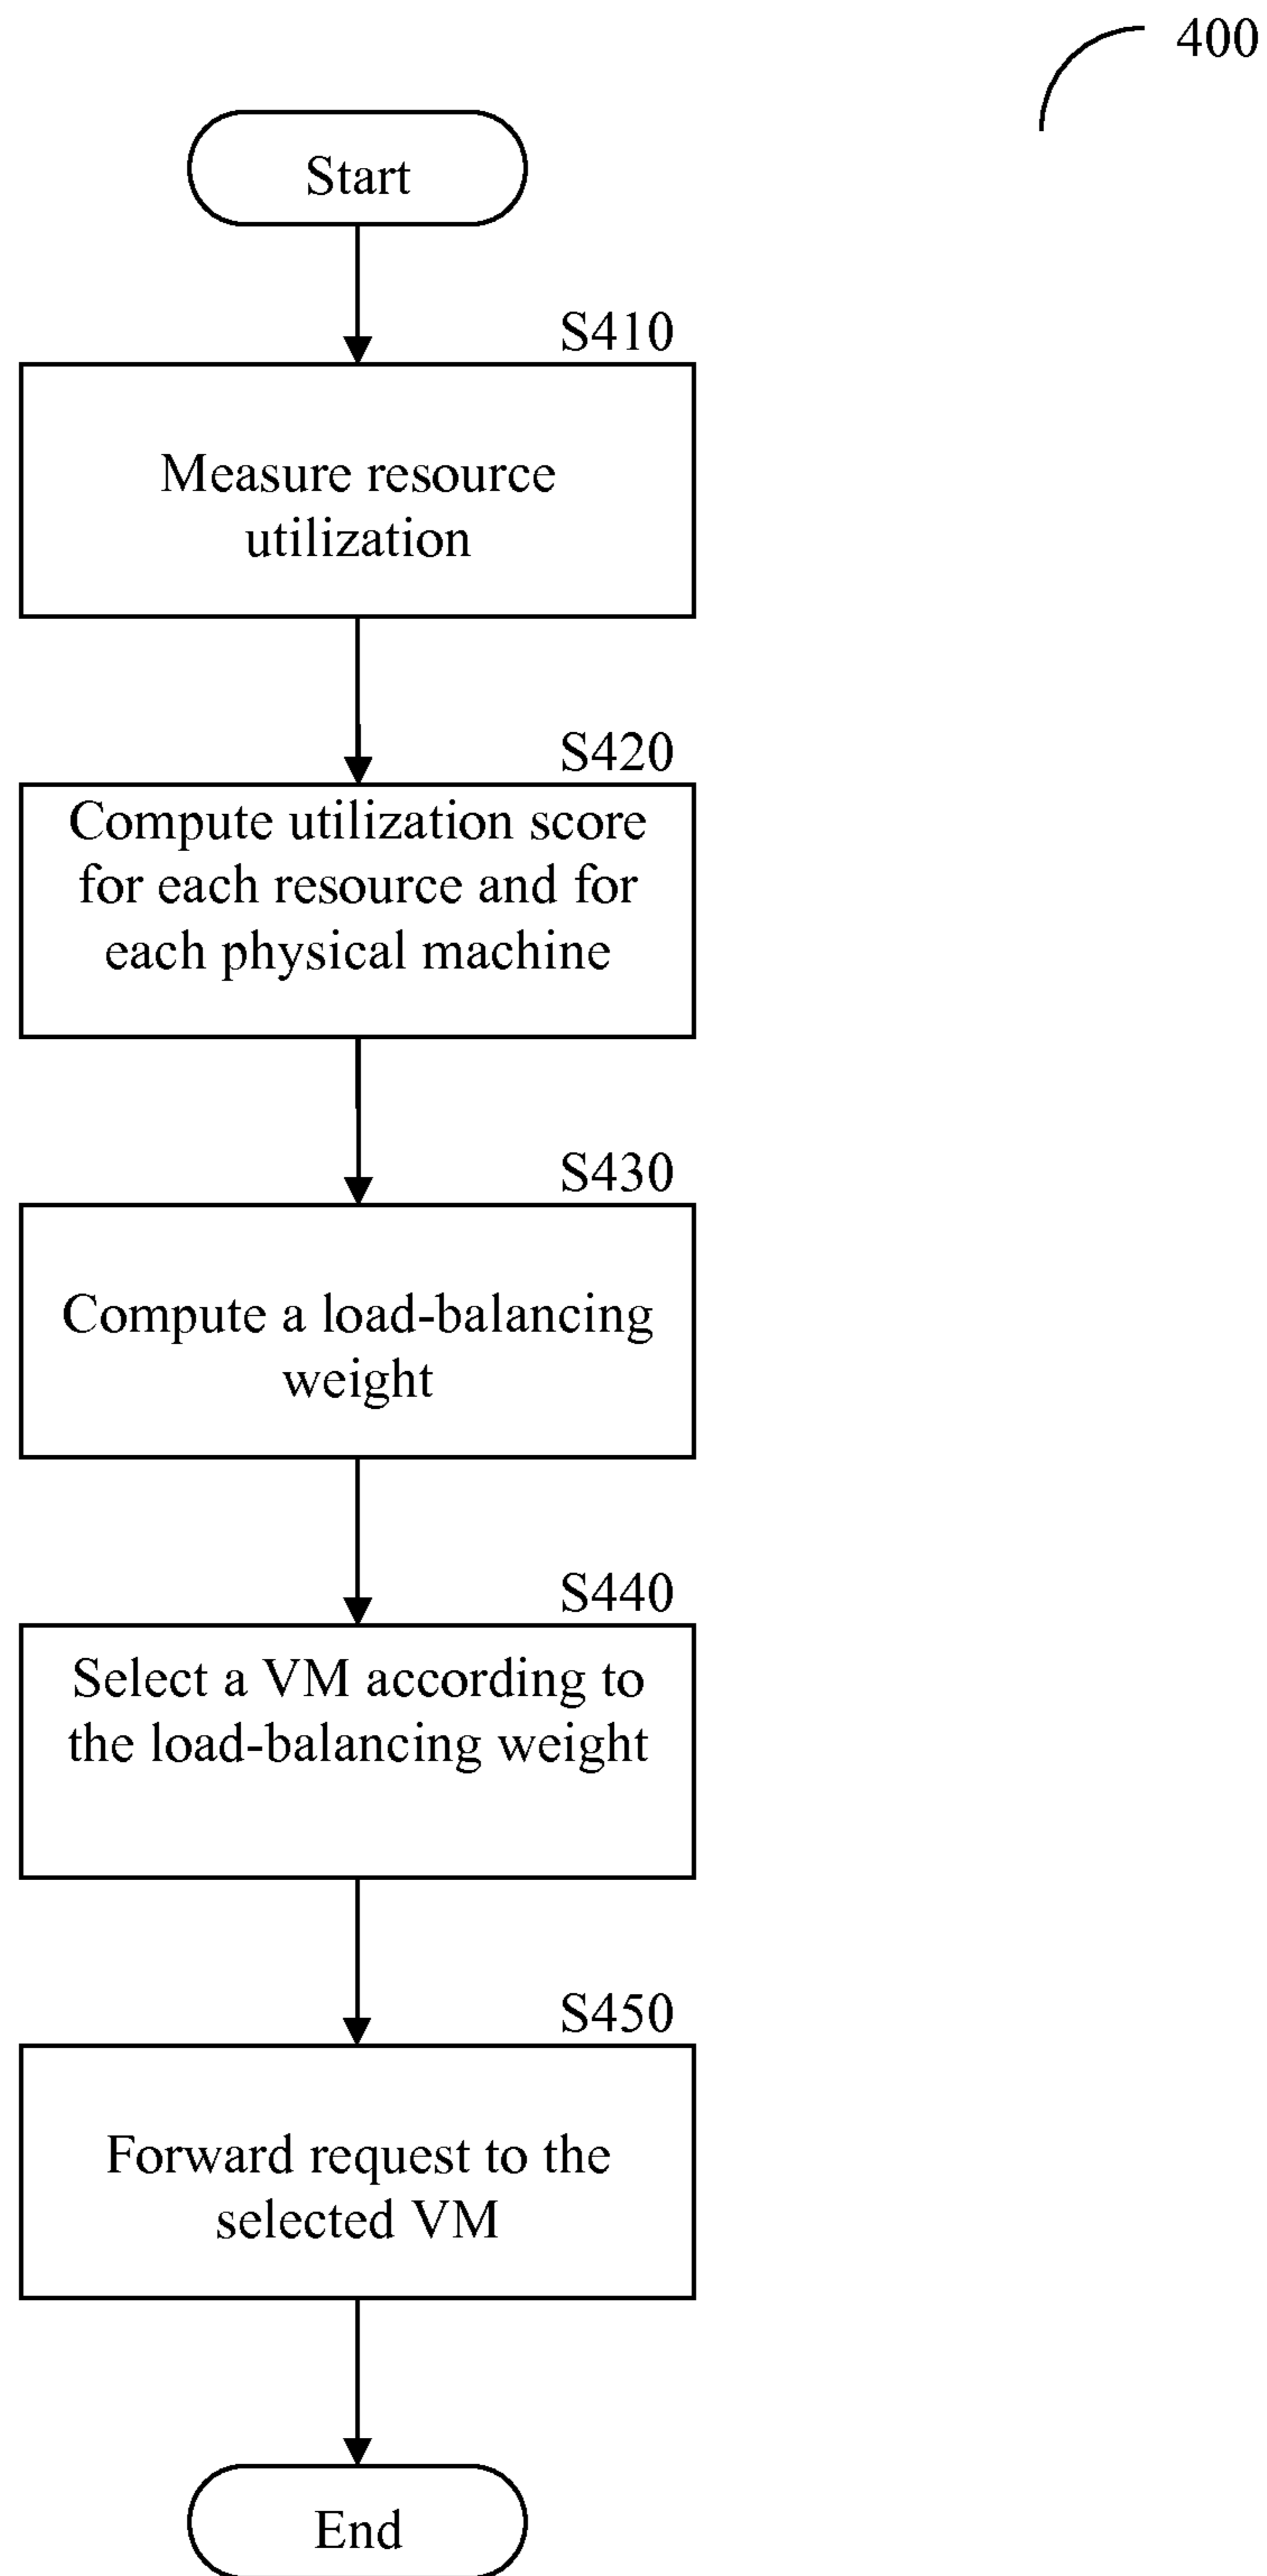 400
Start
S410
Measure resource
utilization
S420
Compute utilization score
for each resource and for
each physical machine
S430
Compute a load-balancing
weight
S440
Select a VM according to
the load-balancing weight
S450
Forward request to the
selected VM
End